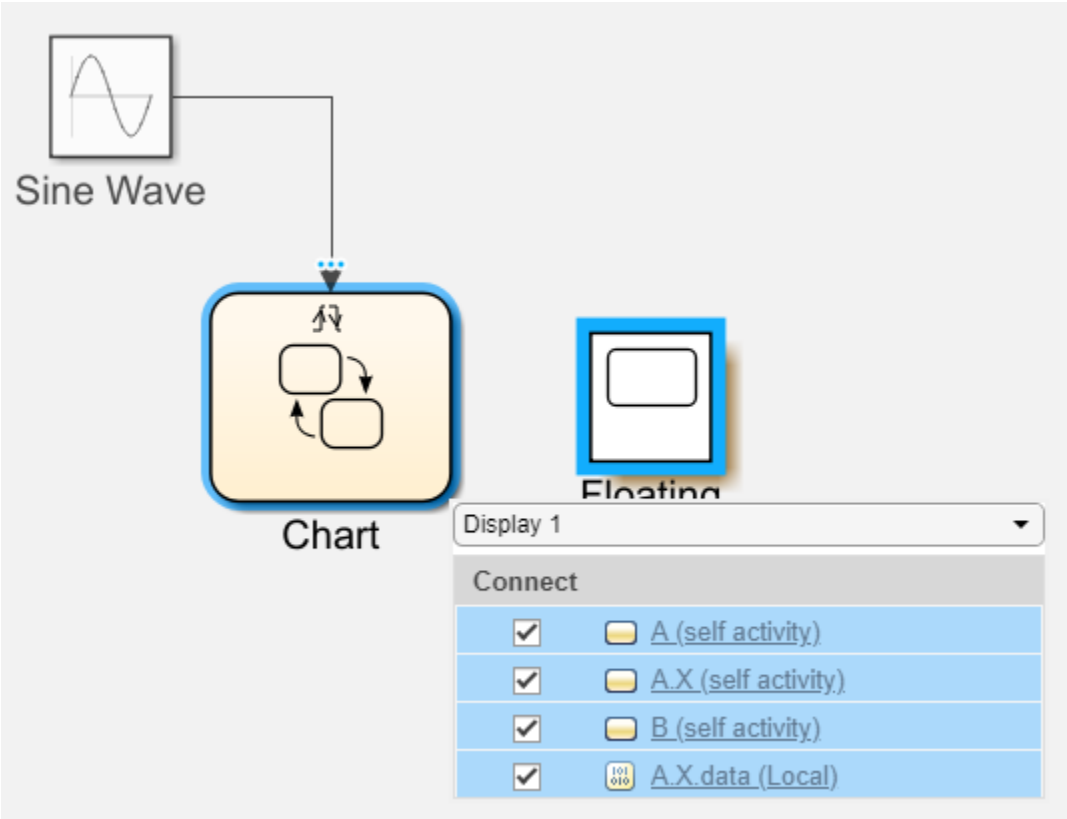 Sine Wave
Chart
Floating
Display 1
Connect
A (self activity)
A.X (self activity)
B (self activity)
A.X.data (Local)